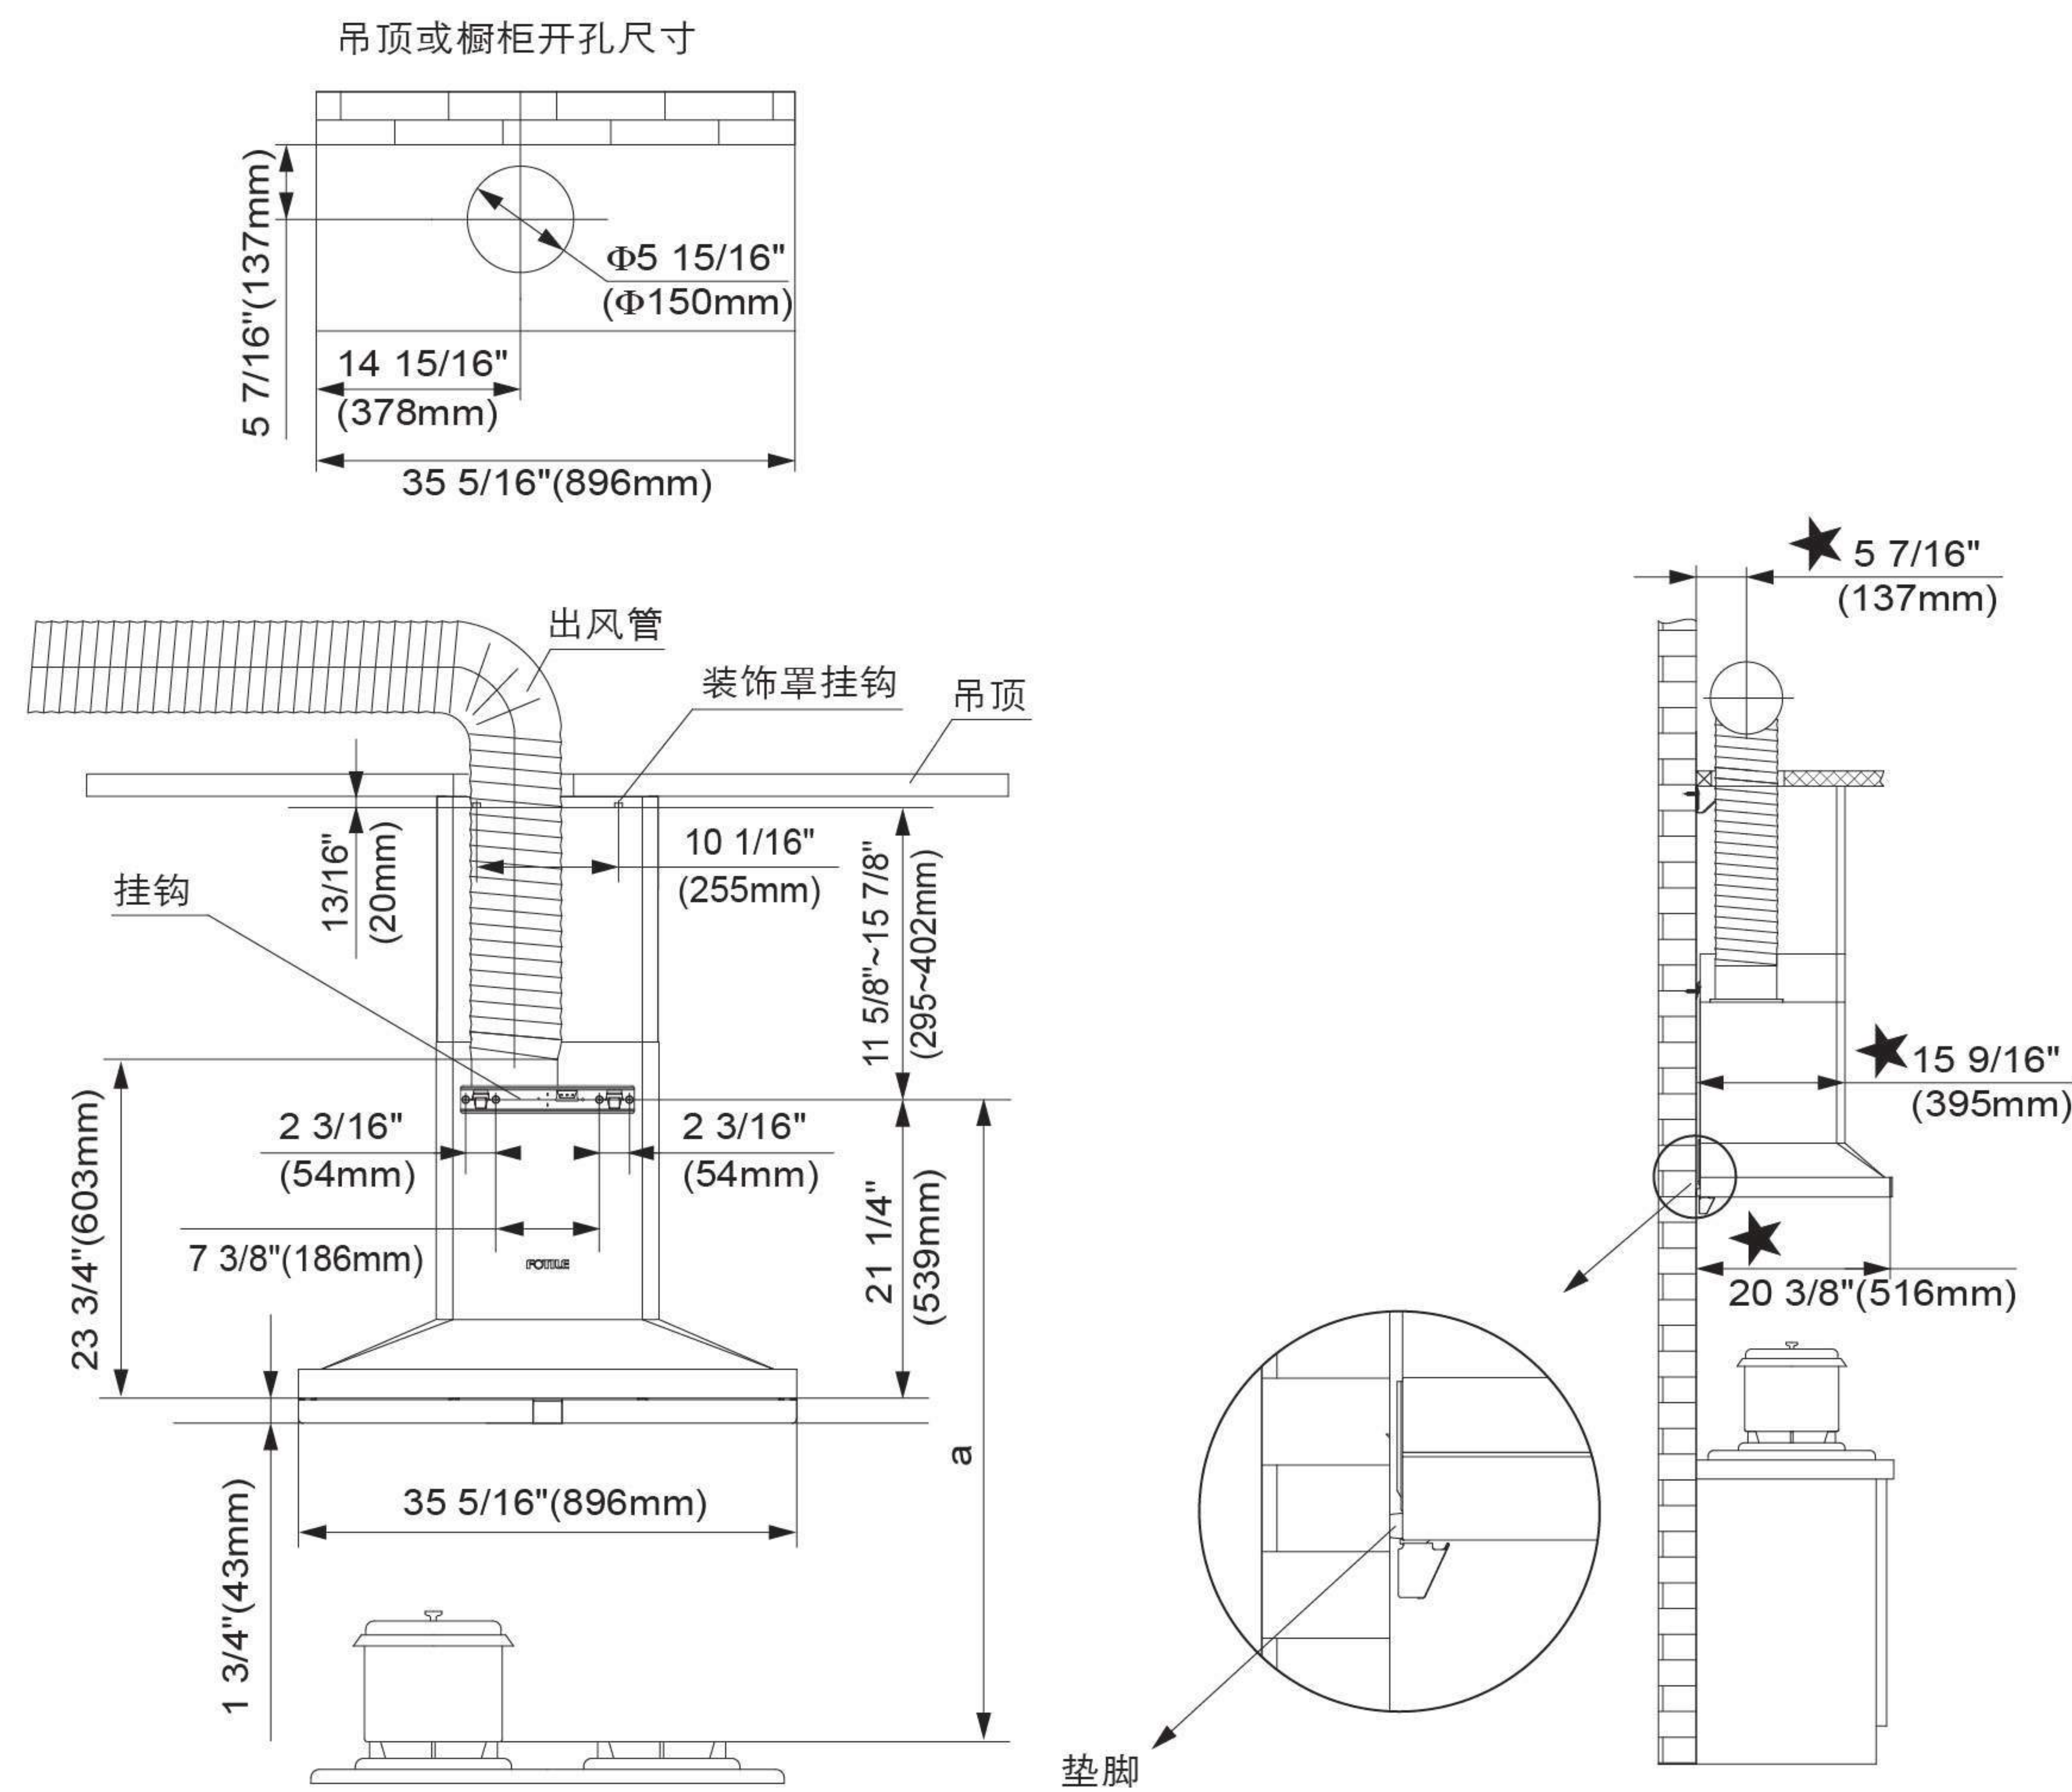 吊顶或橱柜开孔尺寸
5 7/16"(137mm)
Φ5 15/16"
(Φ150mm)
14 15/16"
(378mm)
35 5/16"(896mm)
★ 5 7/16"
(137mm)
出风管
装饰罩挂钩
吊顶
挂钩
13/16"
(20mm)
10 1/16"
(255mm)
11 5/8"~15 7/8"
(295~402mm)
★ 15 9/16"
(395mm)
23 3/4"(603mm)
2 3/16"
(54mm)
2 3/16"
(54mm)
21 1/4"
(539mm)
7 3/8"(186mm)
FOTILE
★
20 3/8"(516mm)
a
1 3/4"(43mm)
35 5/16"(896mm)
垫脚